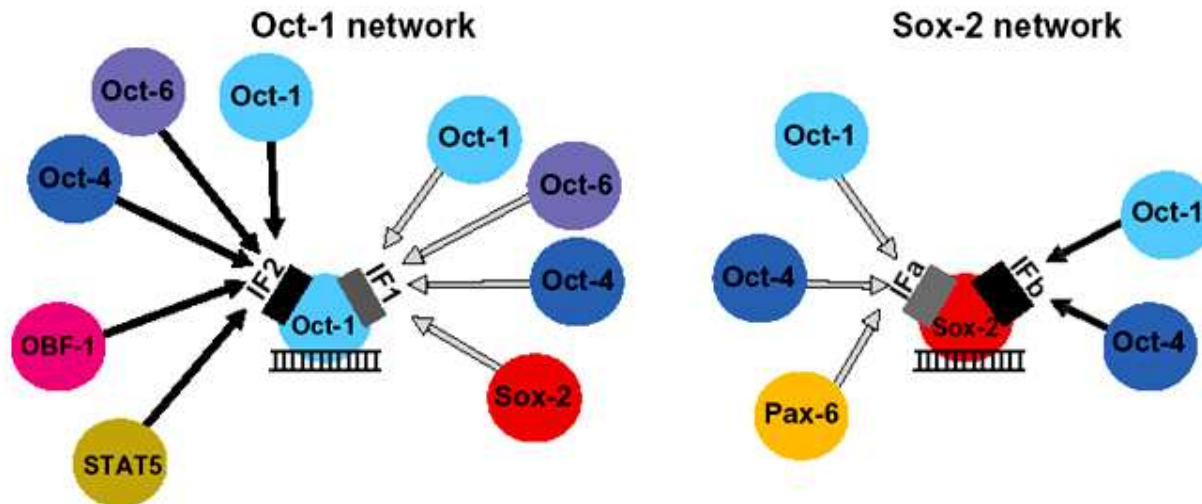 Oct-1 network
Oct-6
Oct-1
Oct-4
OBF-1
STAT5
IF2
Oct-1
IF1
Oct-1
Oct-6
Oct-4
Sox-2
Sox-2 network
Oct-1
Oct-4
Pax-6
IFa
Sox-2
IFb
Oct-1
Oct-4